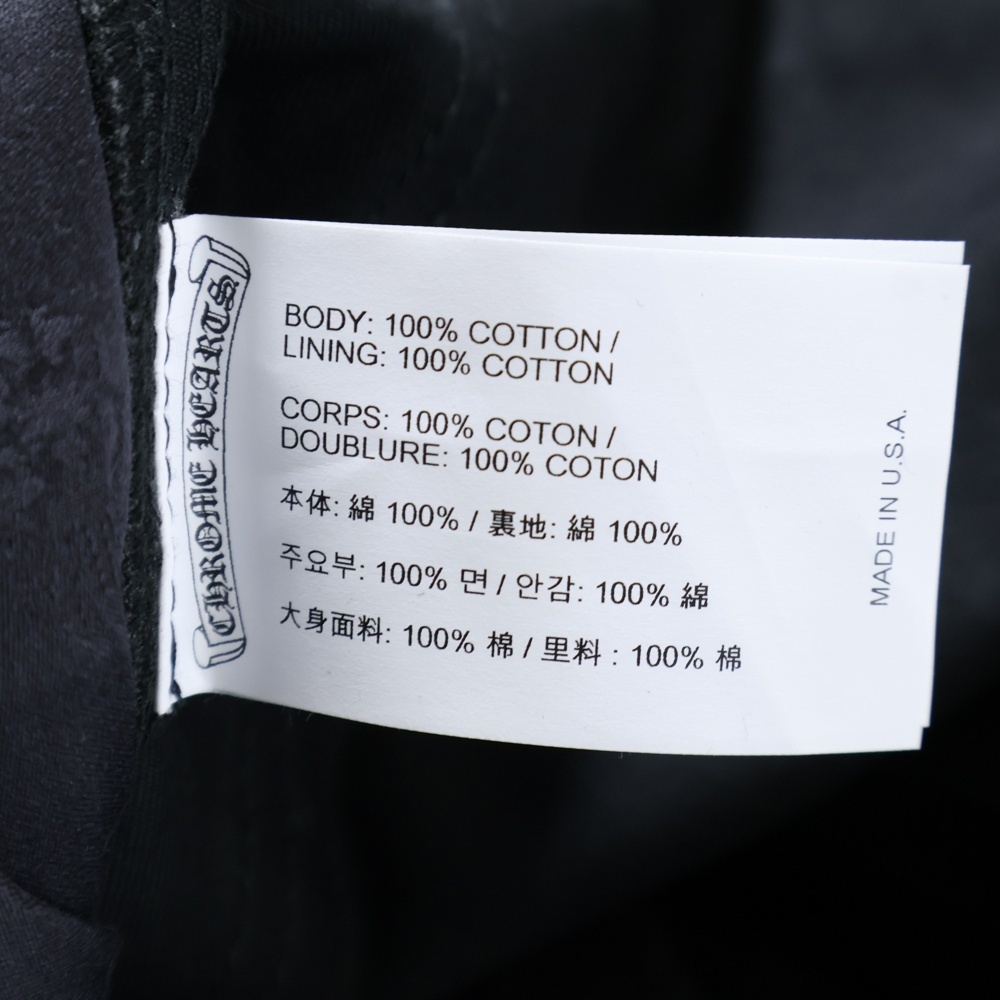 CHROME HEARTS
BODY: 100% COTTON /
LINING: 100% COTTON
CORPS: 100% COTON /
DOUBLURE: 100% COTON
本体: 綿 100% / 裏地: 綿 100%
주요부: 100% 면 / 안감: 100% 綿
大身面料: 100% 棉 / 里料 : 100% 棉
MADE IN U.S.A.